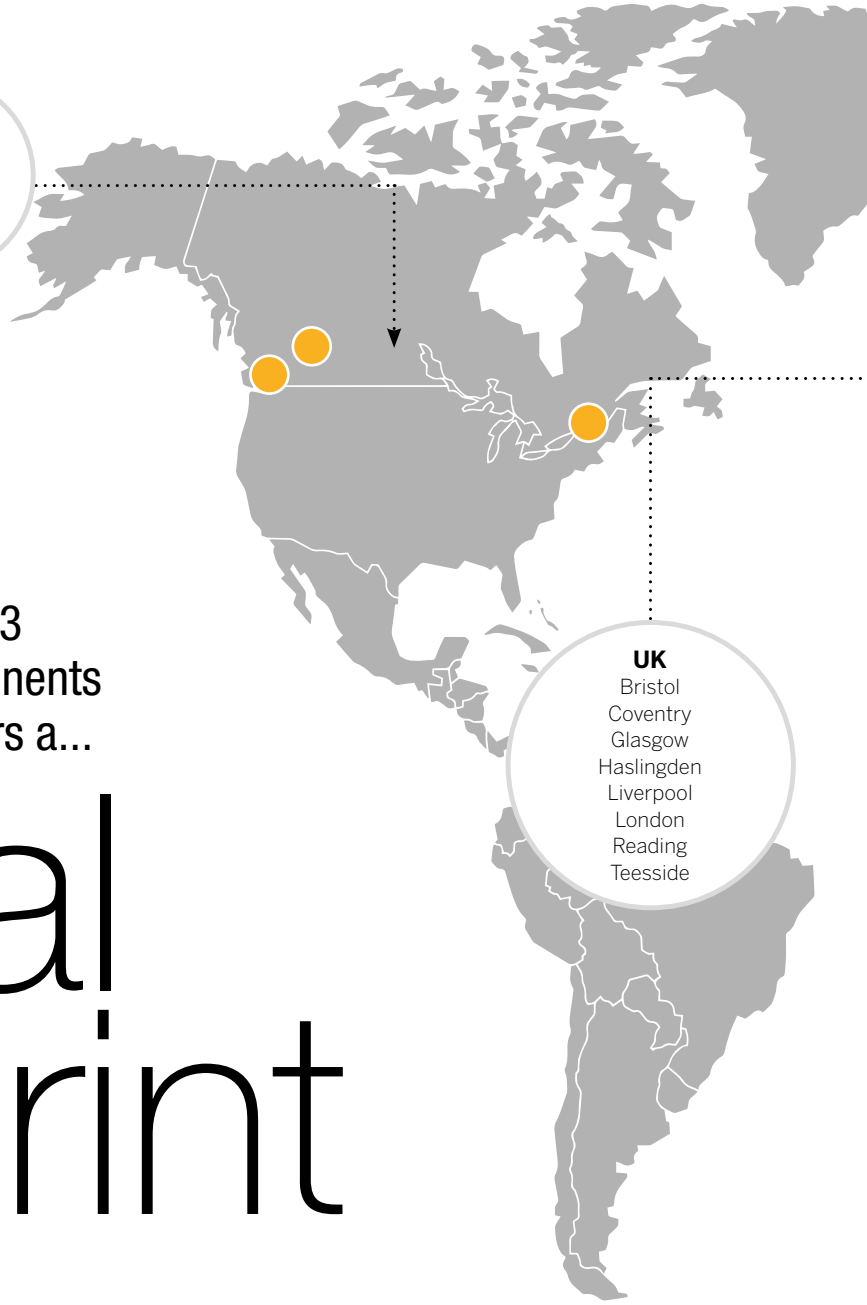 3
nents
rs a...
al
rint
UK
Bristol
Coventry
Glasgow
Haslingden
Liverpool
London
Reading
Teesside